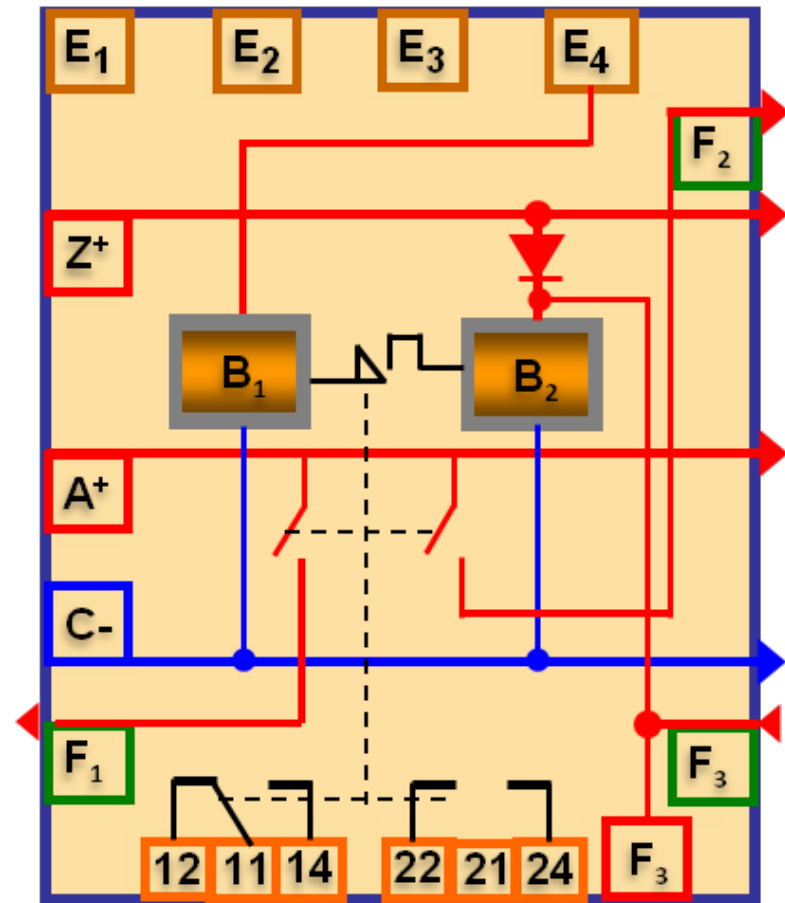 E₁ E₂ E₃ E₄
F₂
Z⁺
B₁ B₂
A⁺
C-
F₁ F₃
12 11 14 22 21 24 F₃